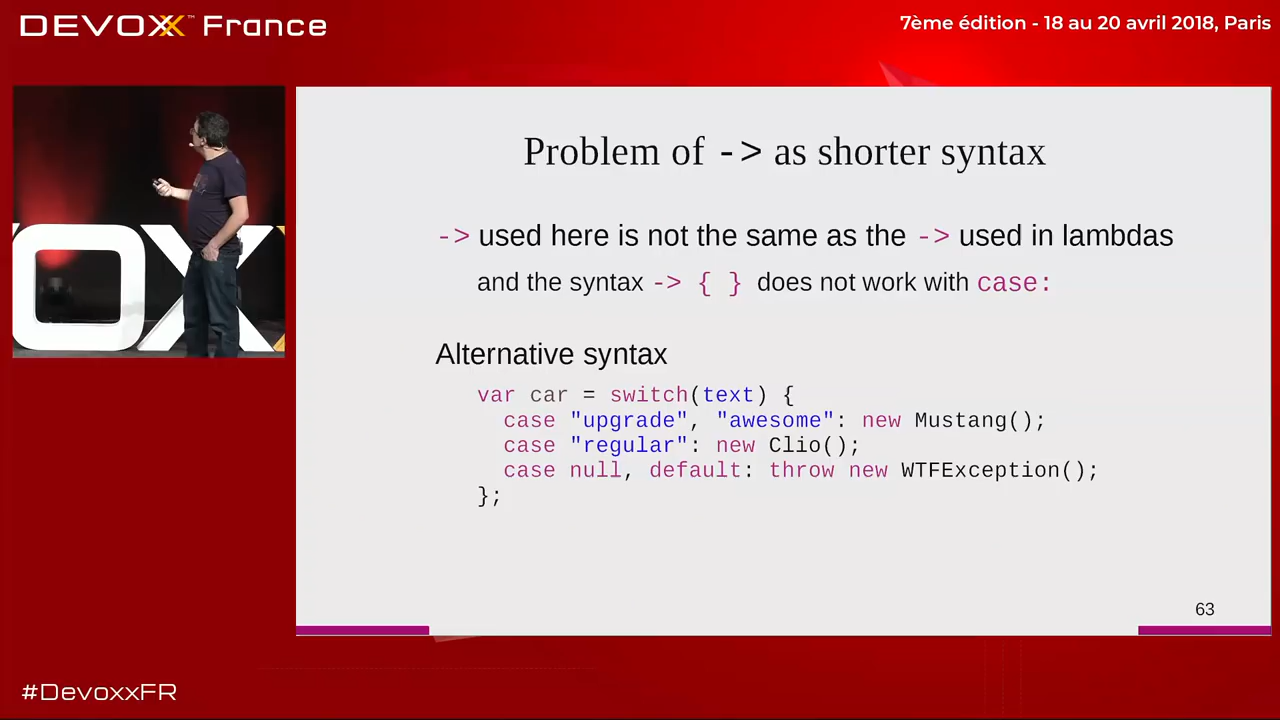 DEVOXX™ France
7ème édition - 18 au 20 avril 2018, Paris
Problem of -> as shorter syntax
-> used here is not the same as the -> used in lambdas
and the syntax -> { } does not work with case:
Alternative syntax
var car = switch(text) {
case "upgrade", "awesome": new Mustang();
case "regular": new Clio();
case null, default: throw new WTFException();
};
OX
63
#DevoxxFR